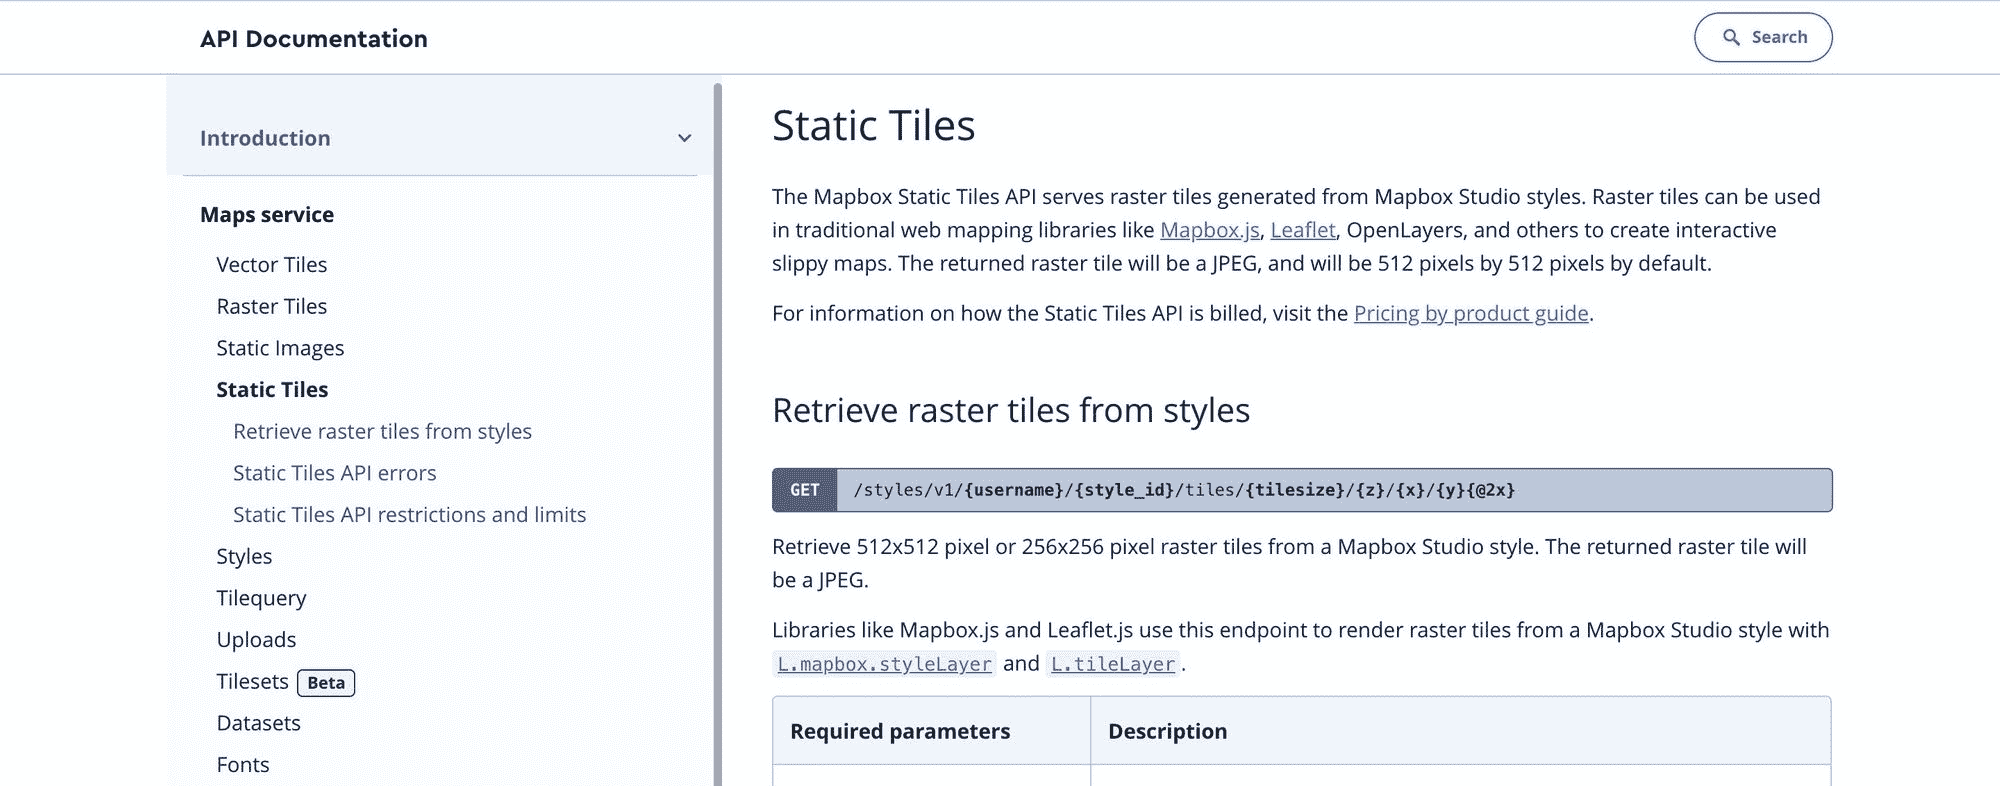 API Documentation
Search
Introduction
Maps service
Vector Tiles
Raster Tiles
Static Images
Static Tiles
Retrieve raster tiles from styles
Static Tiles API errors
Static Tiles API restrictions and limits
Styles
Tilequery
Uploads
Tilesets Beta
Datasets
Fonts
Static Tiles
The Mapbox Static Tiles API serves raster tiles generated from Mapbox Studio styles. Raster tiles can be used
in traditional web mapping libraries like Mapbox.js, Leaflet, OpenLayers, and others to create interactive
slippy maps. The returned raster tile will be a JPEG, and will be 512 pixels by 512 pixels by default.
For information on how the Static Tiles API is billed, visit the Pricing by product guide.
Retrieve raster tiles from styles
GET /styles/v1/{username}/{style_id}/tiles/{tilesize}/{z}/{x}/{y}{@2x}
Retrieve 512x512 pixel or 256x256 pixel raster tiles from a Mapbox Studio style. The returned raster tile will
be a JPEG.
Libraries like Mapbox.js and Leaflet.js use this endpoint to render raster tiles from a Mapbox Studio style with
L.mapbox.styleLayer and L.tileLayer.
Required parameters Description